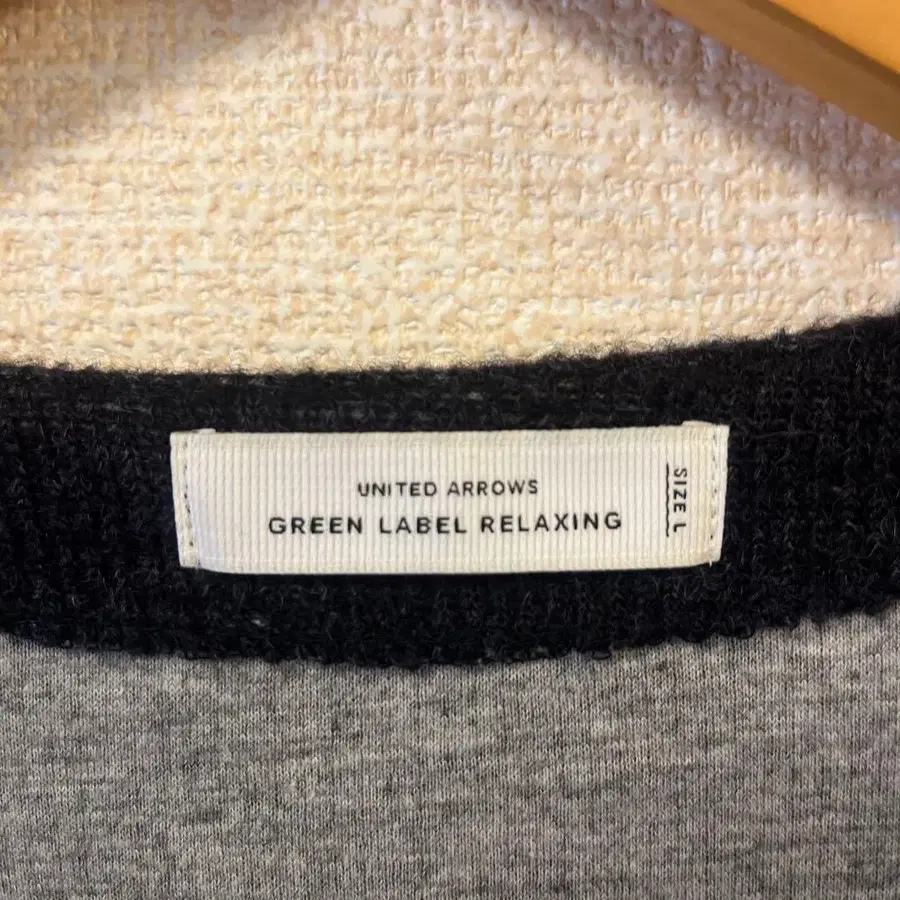 UNITED ARROWS
GREEN LABEL RELAXING
SIZE L